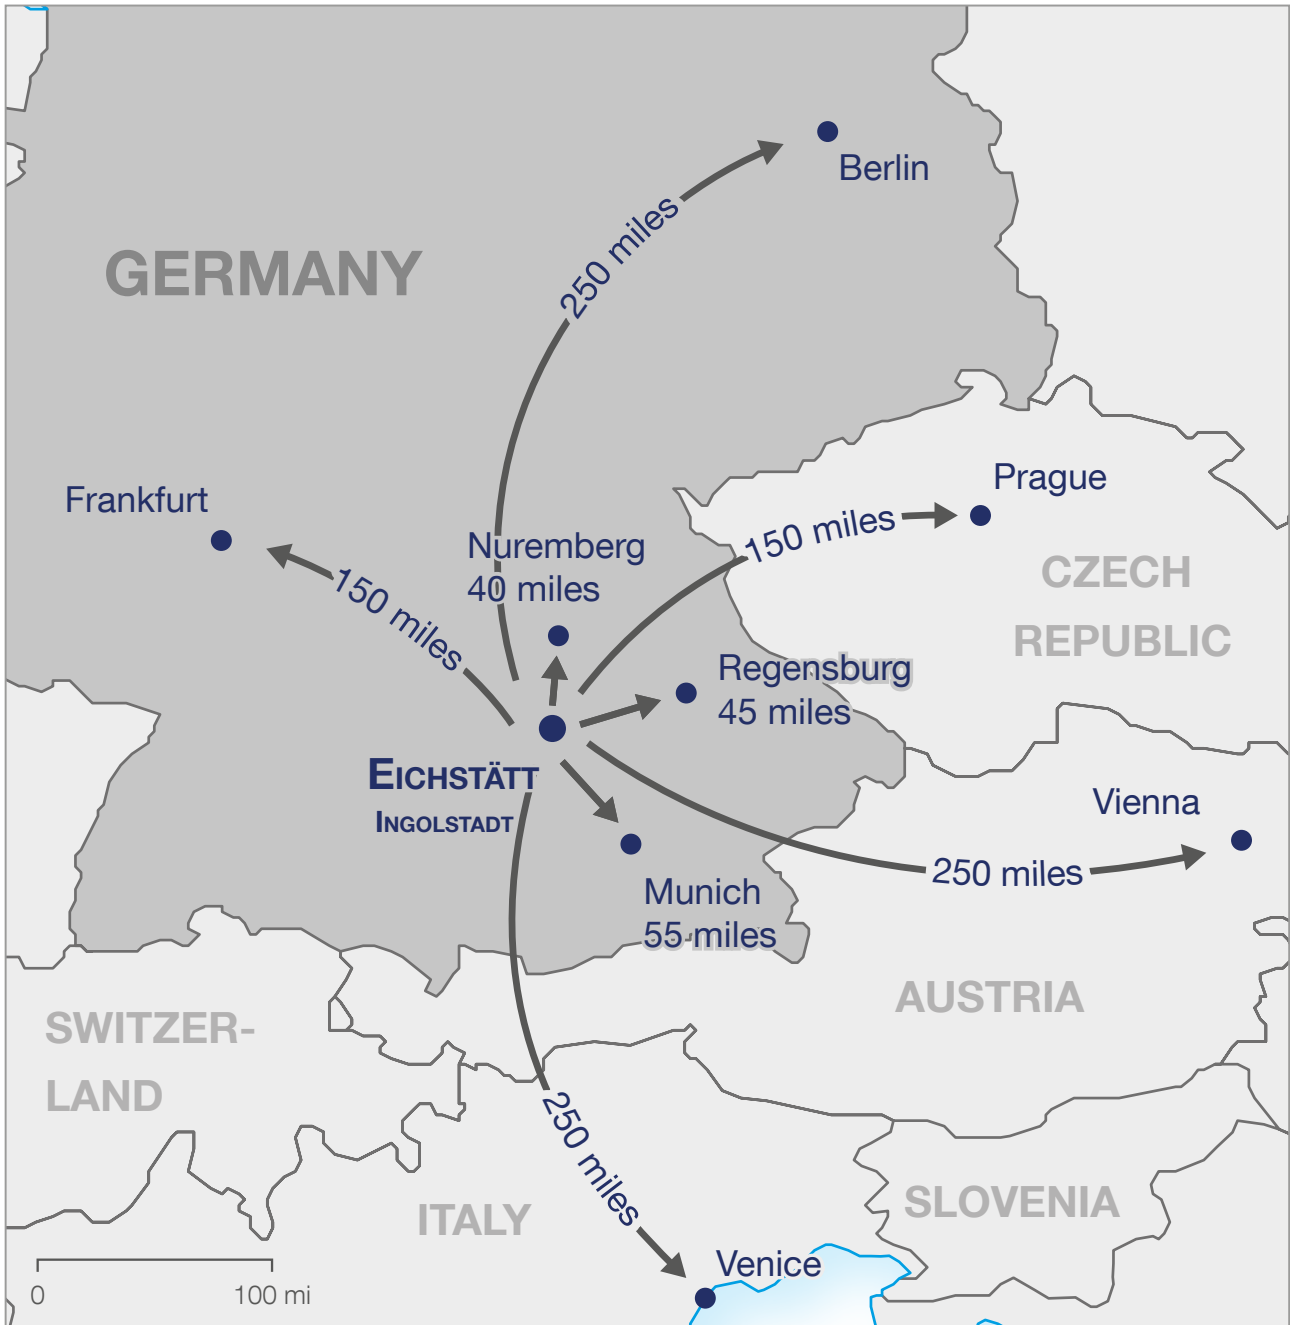 Berlin
250 miles
GERMANY
Prague
Frankfurt
150 miles
Nuremberg
40 miles
CZECH
REPUBLIC
150 miles
Regensburg
45 miles
EICHSTÄTT
INGOLSTADT
Vienna
250 miles
Munich
55 miles
AUSTRIA
SWITZER-
LAND
250 miles
ITALY
SLOVENIA
Venice
0 100 mi